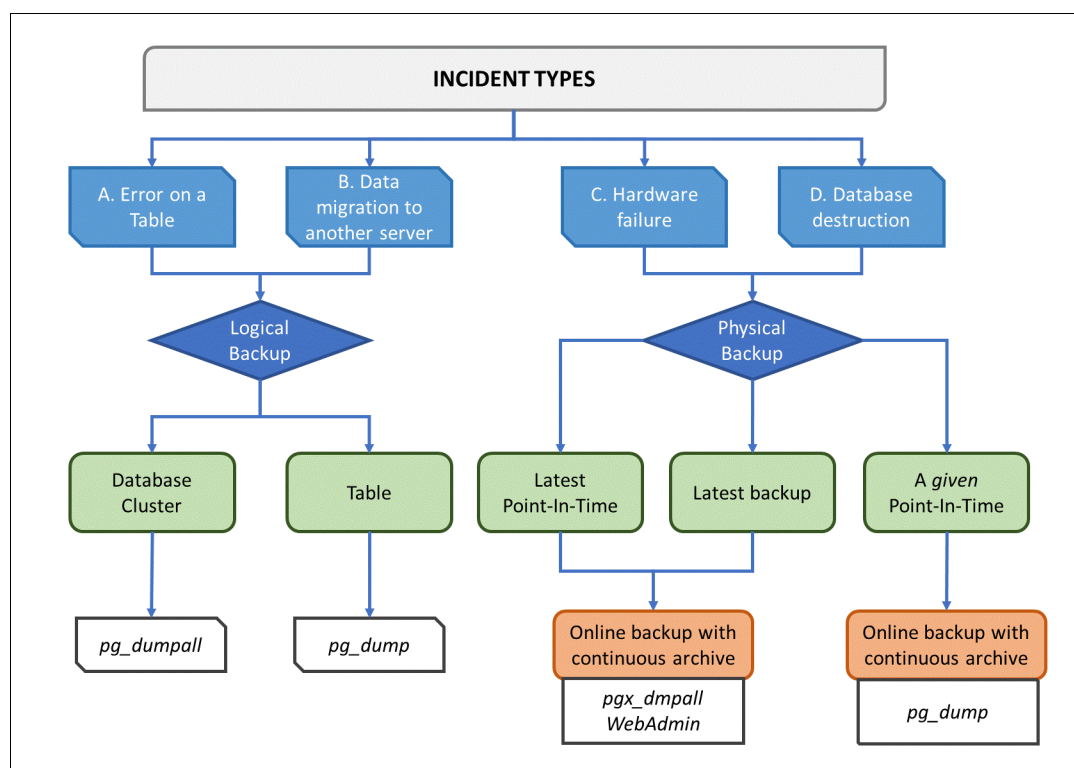 INCIDENT TYPES
A. Error on a
Table
B. Data
migration to
another server
C. Hardware
failure
D. Database
destruction
Logical
Backup
Physical
Backup
Database
Cluster
Table
Latest
Point-In-Time
Latest backup
A given
Point-In-Time
pg_dumpall
pg_dump
Online backup with
continuous archive
pgx_dmpall
WebAdmin
Online backup with
continuous archive
pg_dump